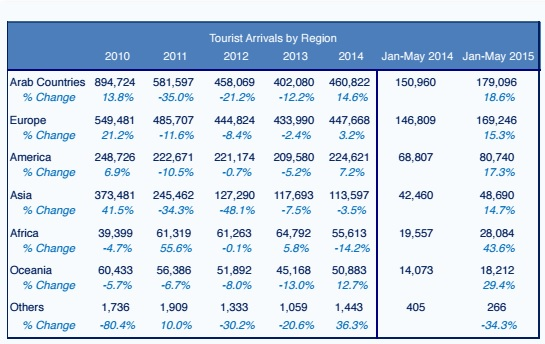 Tourist Arrivals by Region
2010 2011 2012 2013 2014 Jan-May 2014 Jan-May 2015
Arab Countries 894,724 581,597 458,069 402,080 460,822 150,960 179,096
% Change 13.8% -35.0% -21.2% -12.2% 14.6% 18.6%
Europe 549,481 485,707 444,824 433,990 447,668 146,809 169,246
% Change 21.2% -11.6% -8.4% -2.4% 3.2% 15.3%
America 248,726 222,671 221,174 209,580 224,621 68,807 80,740
% Change 6.9% -10.5% -0.7% -5.2% 7.2% 17.3%
Asia 373,481 245,462 127,290 117,693 113,597 42,460 48,690
% Change 41.5% -34.3% -48.1% -7.5% -3.5% 14.7%
Africa 39,399 61,319 61,263 64,792 55,613 19,557 28,084
% Change -4.7% 55.6% -0.1% 5.8% -14.2% 43.6%
Oceania 60,433 56,386 51,892 45,168 50,883 14,073 18,212
% Change -5.7% -6.7% -8.0% -13.0% 12.7% 29.4%
Others 1,736 1,909 1,333 1,059 1,443 405 266
% Change -80.4% 10.0% -30.2% -20.6% 36.3% -34.3%